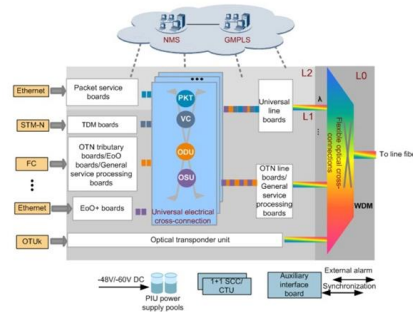 NMS
GMPLS
L2
L0
Ethernet
Packet service
boards
PKT
Universal
line
boards
λ
L1
STM-N
TDM boards
VC
FC
OTN tributary
boards/EoO
boards/General
service processing
boards
ODU
Flexible optical cross-
connections
To line fibe
OSU
OTN line
boards/
General
service
processing
boards
Ethernet
EoO+ boards
Universal electrical
cross-connection
WDM
OTUk
Optical transponder unit
-48V/-60V DC
PIU power
supply pools
1+1 SCC/
CTU
Auxiliary
interface
board
External alarm
Synchronization